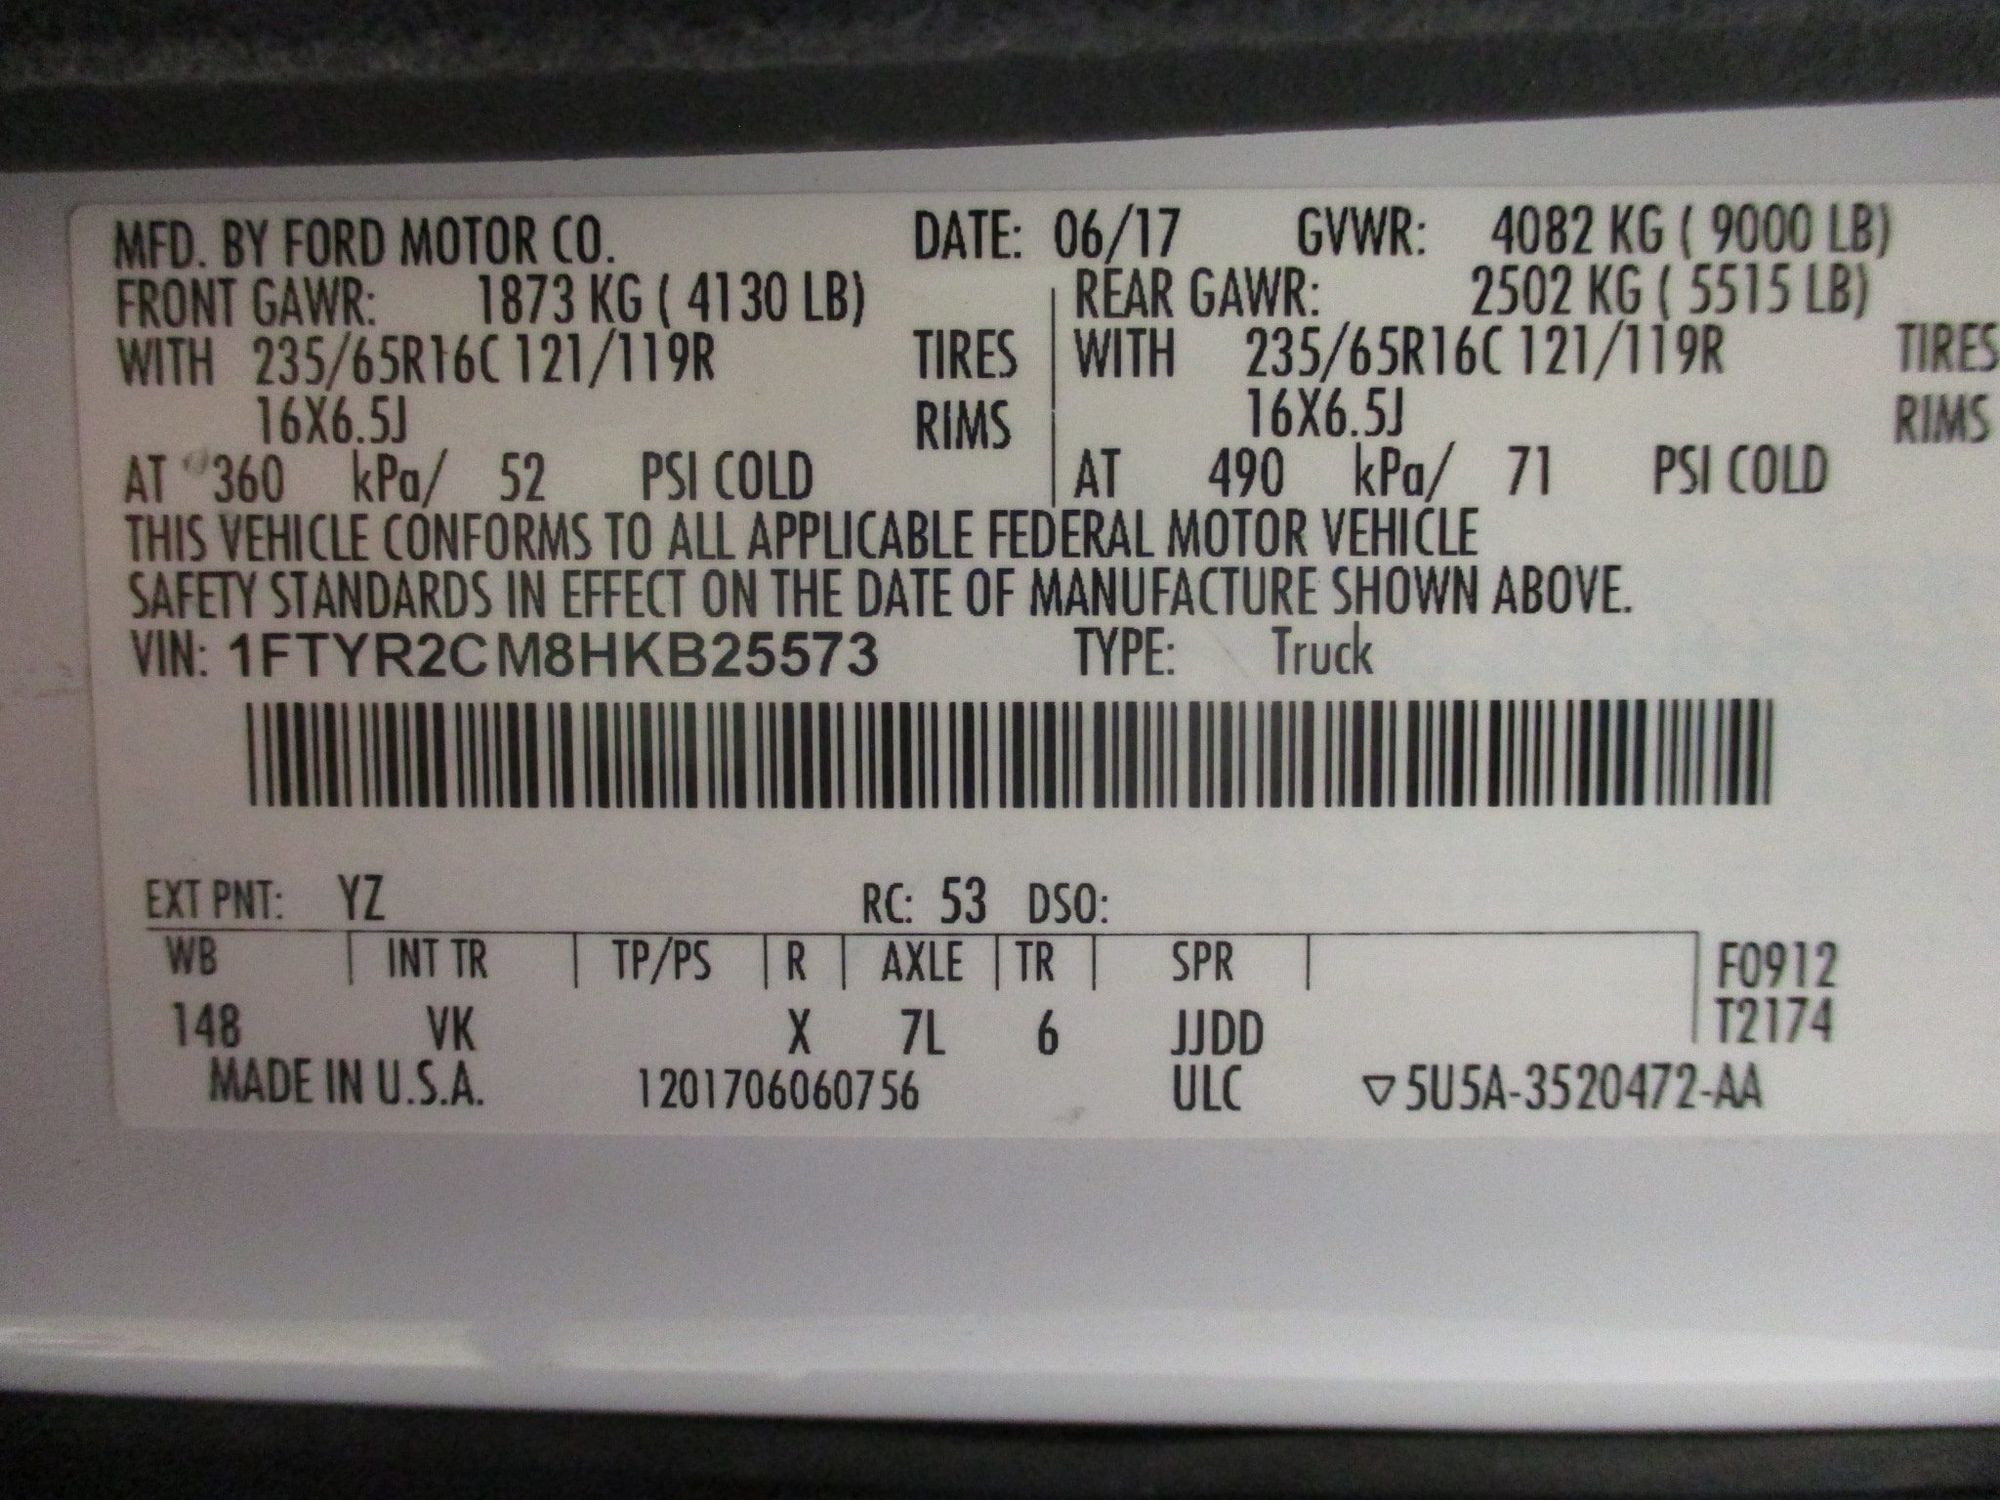 MFD. BY FORD MOTOR CO. DATE: 06/17 GVWR: 4082 KG ( 9000 LB)
FRONT GAWR: 1873 KG ( 4130 LB) REAR GAWR: 2502 KG ( 5515 LB)
WITH 235/65R16C 121/119R TIRES WITH 235/65R16C 121/119R TIRES
16X6.5J RIMS 16X6.5J RIMS
AT 360 kPa/ 52 PSI COLD AT 490 kPa/ 71 PSI COLD
THIS VEHICLE CONFORMS TO ALL APPLICABLE FEDERAL MOTOR VEHICLE
SAFETY STANDARDS IN EFFECT ON THE DATE OF MANUFACTURE SHOWN ABOVE.
VIN: 1FTYR2CM8HKB25573 TYPE: Truck
EXT PNT: YZ RC: 53 DSO:
WB INT TR TP/PS R AXLE TR SPR F0912
148 VK X 7L 6 JJDD T2174
MADE IN U.S.A. 1201706060756 ULC ▽5U5A-3520472-AA